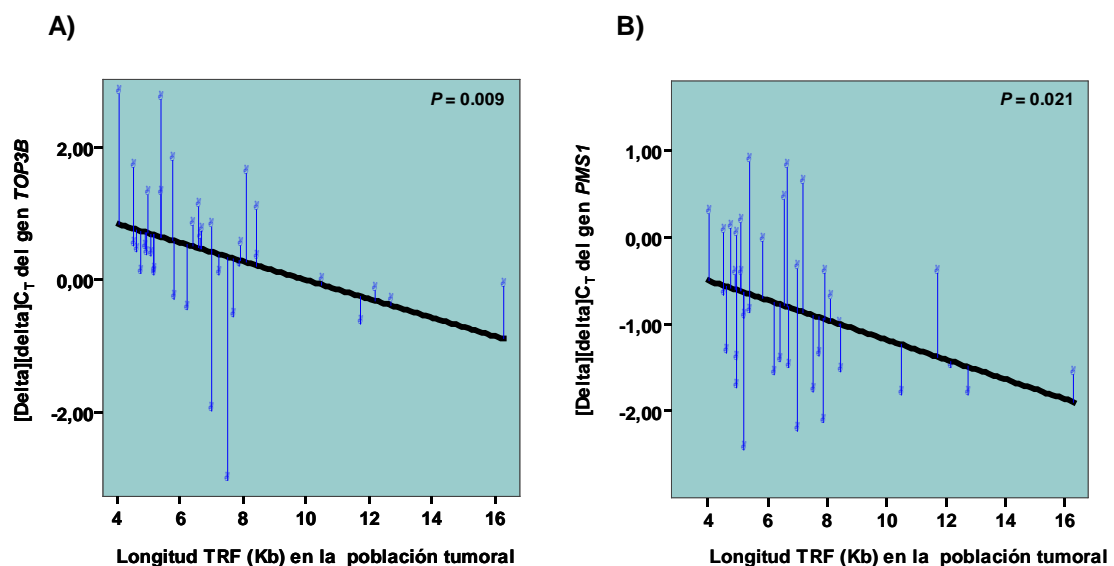 A)
P = 0.009
[Delta][delta]CT del gen TOP3B
2,00
0,00
-2,00
4 6 8 10 12 14 16
Longitud TRF (Kb) en la población tumoral
B)
P = 0.021
[Delta][delta]CT del gen PMS1
1,00
0,00
-1,00
-2,00
4 6 8 10 12 14 16
Longitud TRF (Kb) en la población tumoral